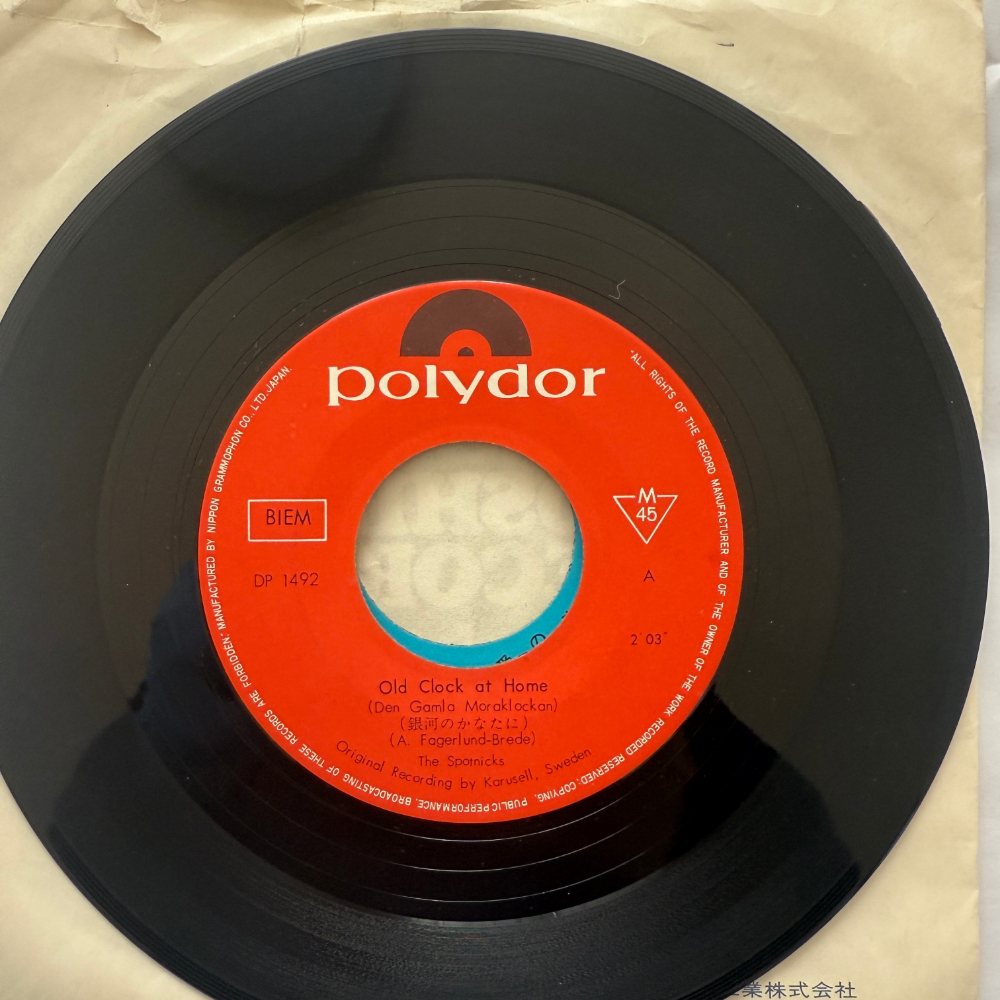 polydor
"ALL RIGHTS OF THE RECORD MANUFACTURER AND OF THE OWNER OF THE WORK RECORDED RESERVED. COPYING, PUBLIC PERFORMANCE, BROADCASTING OF THESE RECORDS ARE FORBIDDEN." MANUFACTURED BY NIPPON GRAMMOPHON CO., LTD. JAPAN.
BIEM
M
45
DP 1492
A
2'03"
Old Clock at Home
(Den Gamla Moraklockan)
(銀河のかなたに)
(A. Fagerlund-Brede)
The Spotnicks
Original Recording by Karusell, Sweden
業株式会社